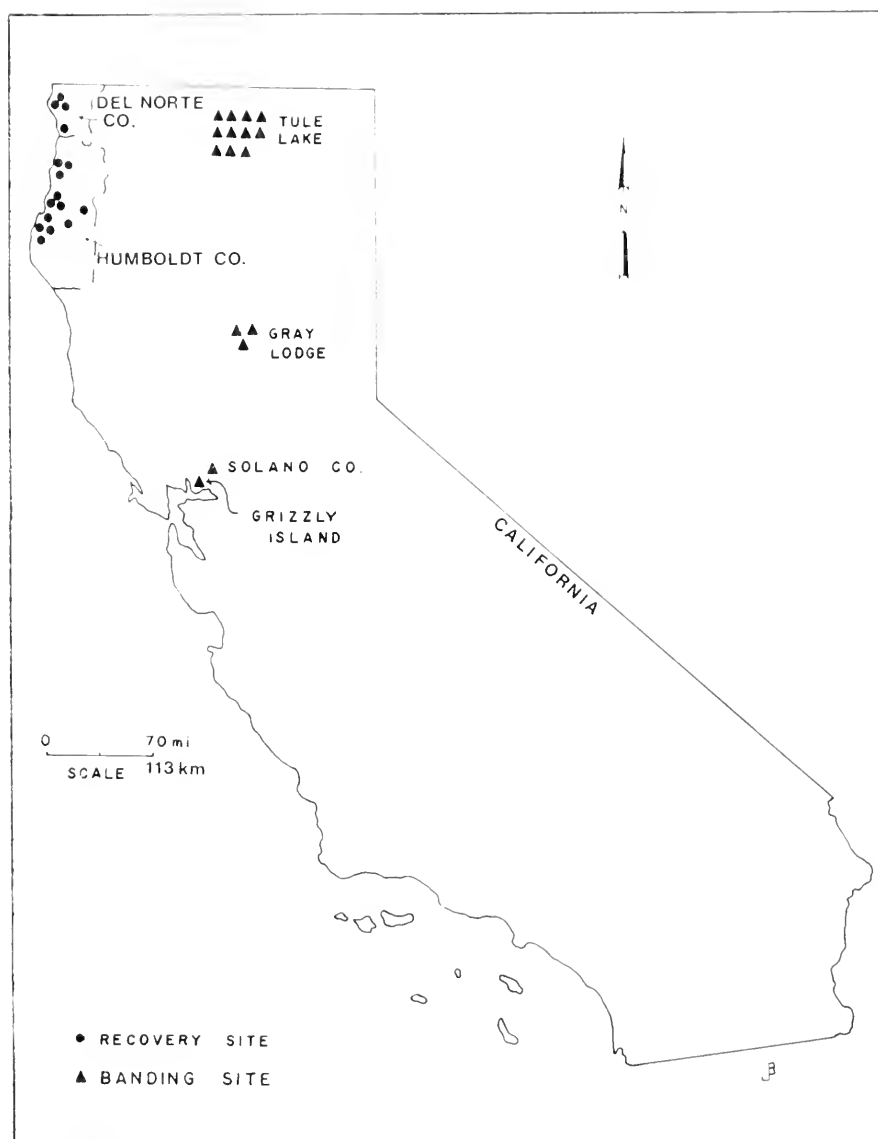 DEL NORTE
CO.
TULE
LAKE
N
HUMBOLDT CO.
GRAY
LODGE
SOLANO CO.
GRIZZLY
ISLAND
CALIFORNIA
0 70 mi
SCALE 113 km
RECOVERY SITE
BANDING SITE